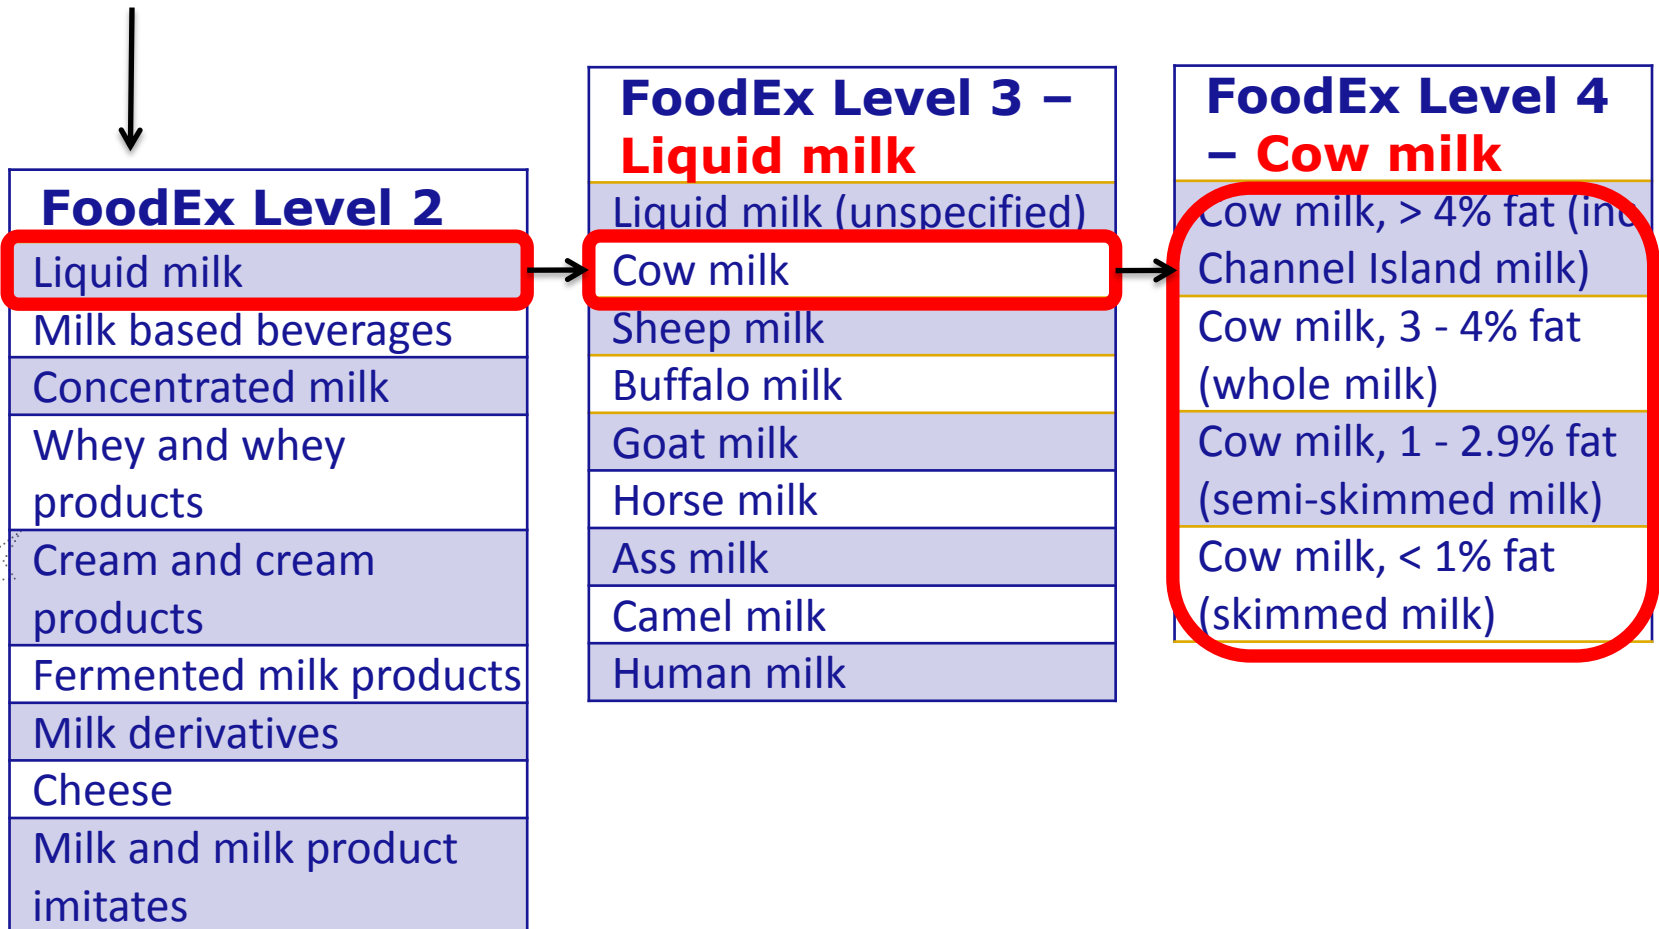 FoodEx Level 2
Liquid milk
Milk based beverages
Concentrated milk
Whey and whey
products
Cream and cream
products
Fermented milk products
Milk derivatives
Cheese
Milk and milk product
imitates
FoodEx Level 3 –
Liquid milk
Liquid milk (unspecified)
Cow milk
Sheep milk
Buffalo milk
Goat milk
Horse milk
Ass milk
Camel milk
Human milk
FoodEx Level 4
– Cow milk
Cow milk, > 4% fat (inc
Channel Island milk)
Cow milk, 3 - 4% fat
(whole milk)
Cow milk, 1 - 2.9% fat
(semi-skimmed milk)
Cow milk, < 1% fat
(skimmed milk)